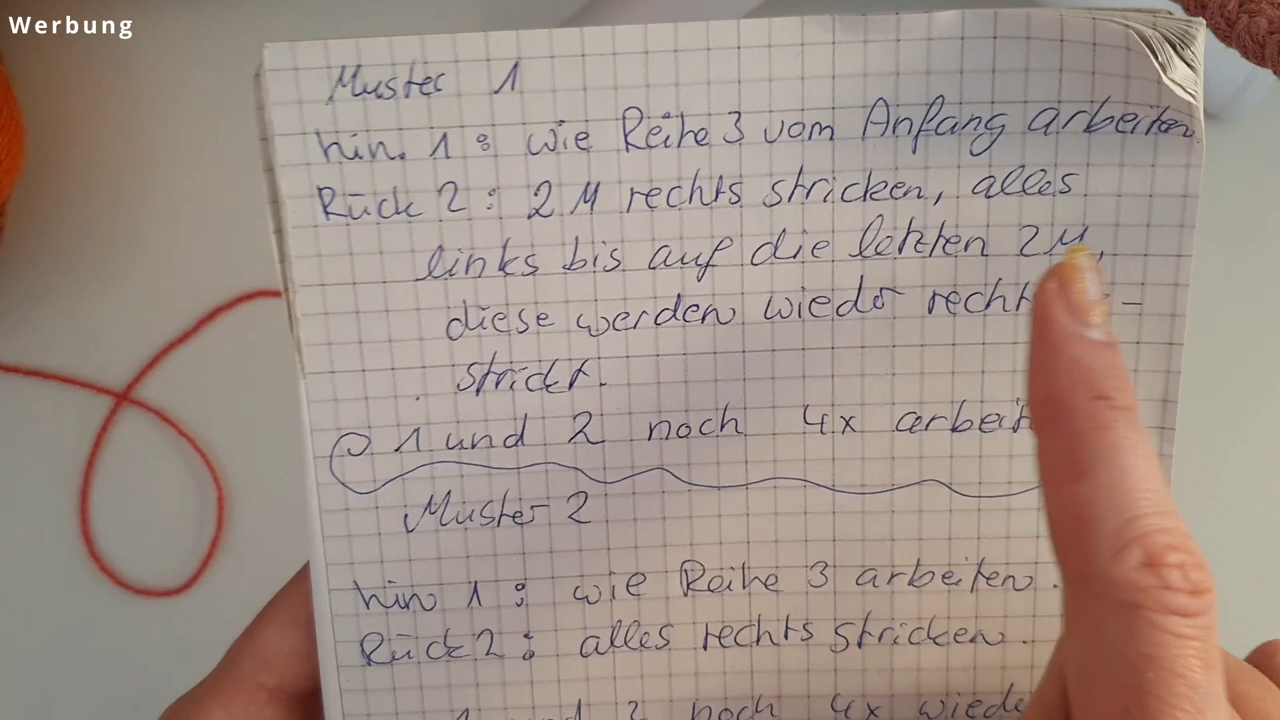 Werbung
Muster 1
hin. 1: wie Reihe 3 vom Anfang arbeiten
Rück 2: 2 M rechts stricken, alles
links bis auf die letzten 2 M,
diese werden wieder
strickt.
1 und 2 noch 4x
Muster 2
hin 1: wie Reihe 3 arbeiten.
Rück 2: alles rechts stricken.
2 noch 4x